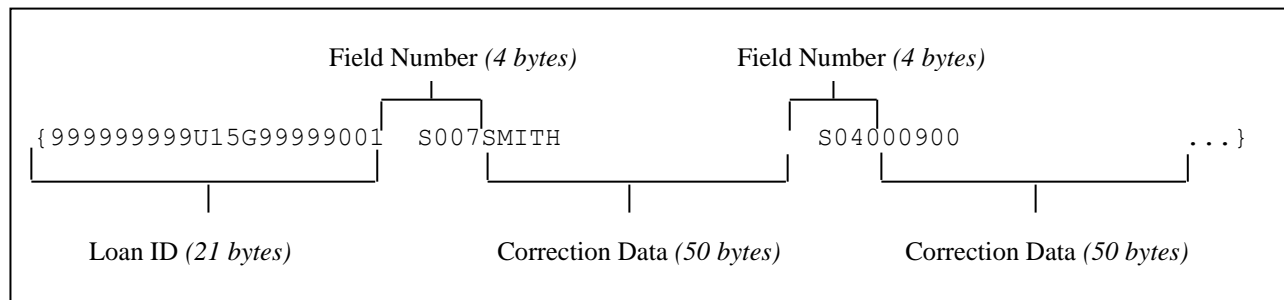 Field Number (4 bytes) Field Number (4 bytes)
{999999999U15G99999001 S007SMITH S04000900 ...}
Loan ID (21 bytes) Correction Data (50 bytes) Correction Data (50 bytes)